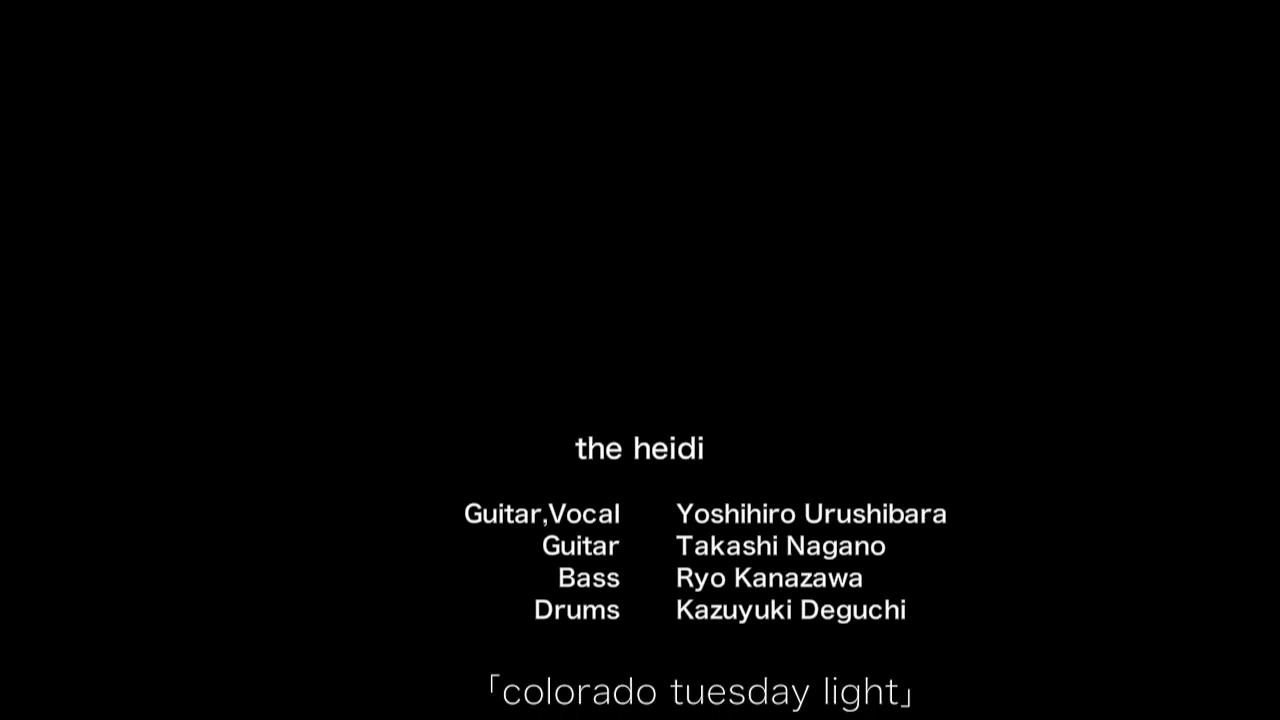 the heidi
Guitar,Vocal Yoshihiro Urushibara
Guitar Takashi Nagano
Bass Ryo Kanazawa
Drums Kazuyuki Deguchi
「colorado tuesday light」